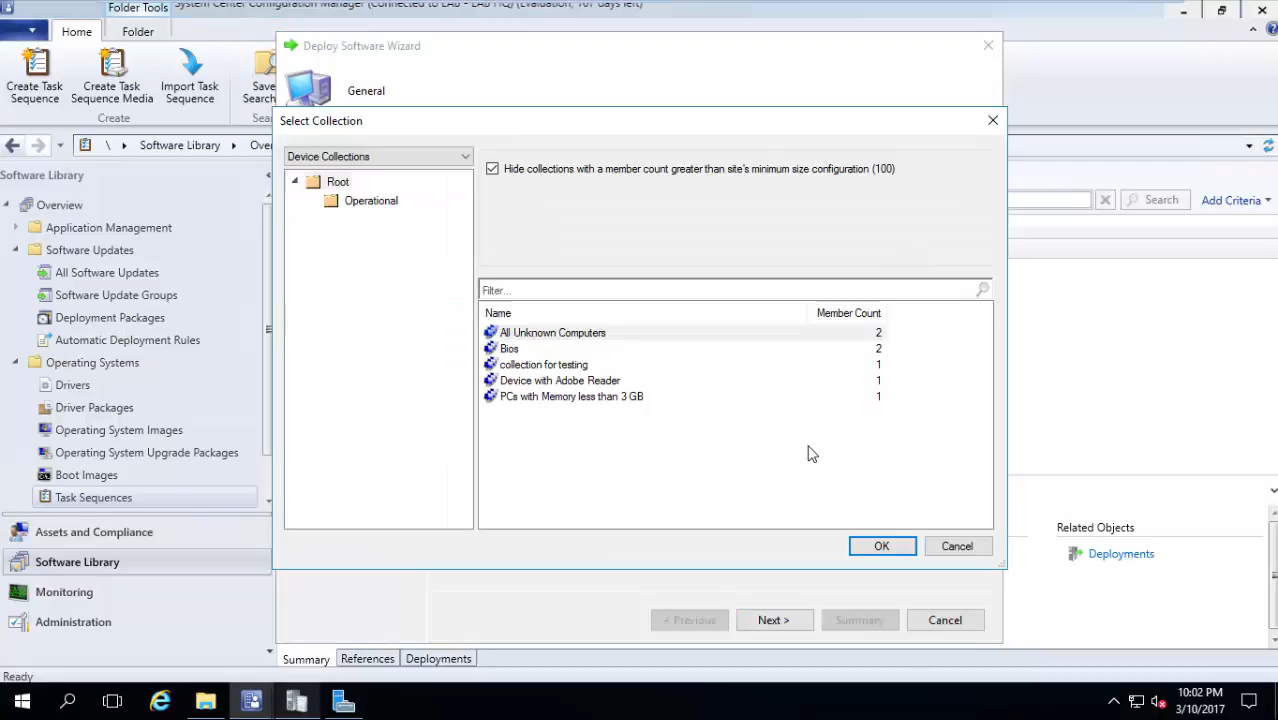 Folder Tools
System Center Configuration Manager (Connected to LAB - LAB HQ) (Evaluation, 167 days left)
Home
Folder
Create Task
Sequence
Create Task
Sequence Media
Import Task
Sequence
Save
Search
Create
Deploy Software Wizard
General
Select Collection
\ Software Library Over
Software Library
Overview
Application Management
Software Updates
All Software Updates
Software Update Groups
Deployment Packages
Automatic Deployment Rules
Operating Systems
Drivers
Driver Packages
Operating System Images
Operating System Upgrade Packages
Boot Images
Task Sequences
Assets and Compliance
Software Library
Monitoring
Administration
Device Collections
Root
Operational
Hide collections with a member count greater than site's minimum size configuration (100)
Filter...
Name Member Count
All Unknown Computers 2
Bios 2
collection for testing 1
Device with Adobe Reader 1
PCs with Memory less than 3 GB 1
OK Cancel
< Previous Next > Summary Cancel
Search Add Criteria
Related Objects
Deployments
Summary References Deployments
Ready
10:02 PM
3/10/2017